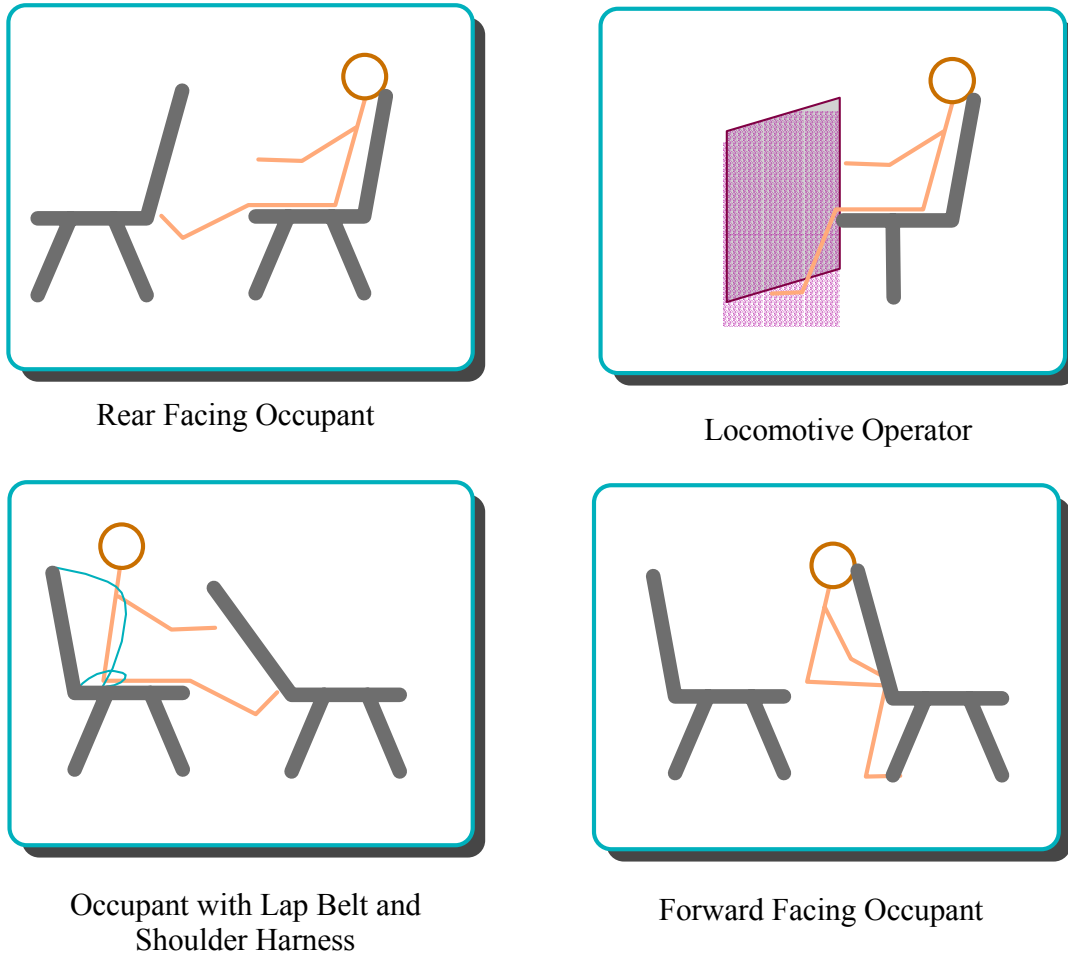 Rear Facing Occupant
Locomotive Operator
Occupant with Lap Belt and
Shoulder Harness
Forward Facing Occupant